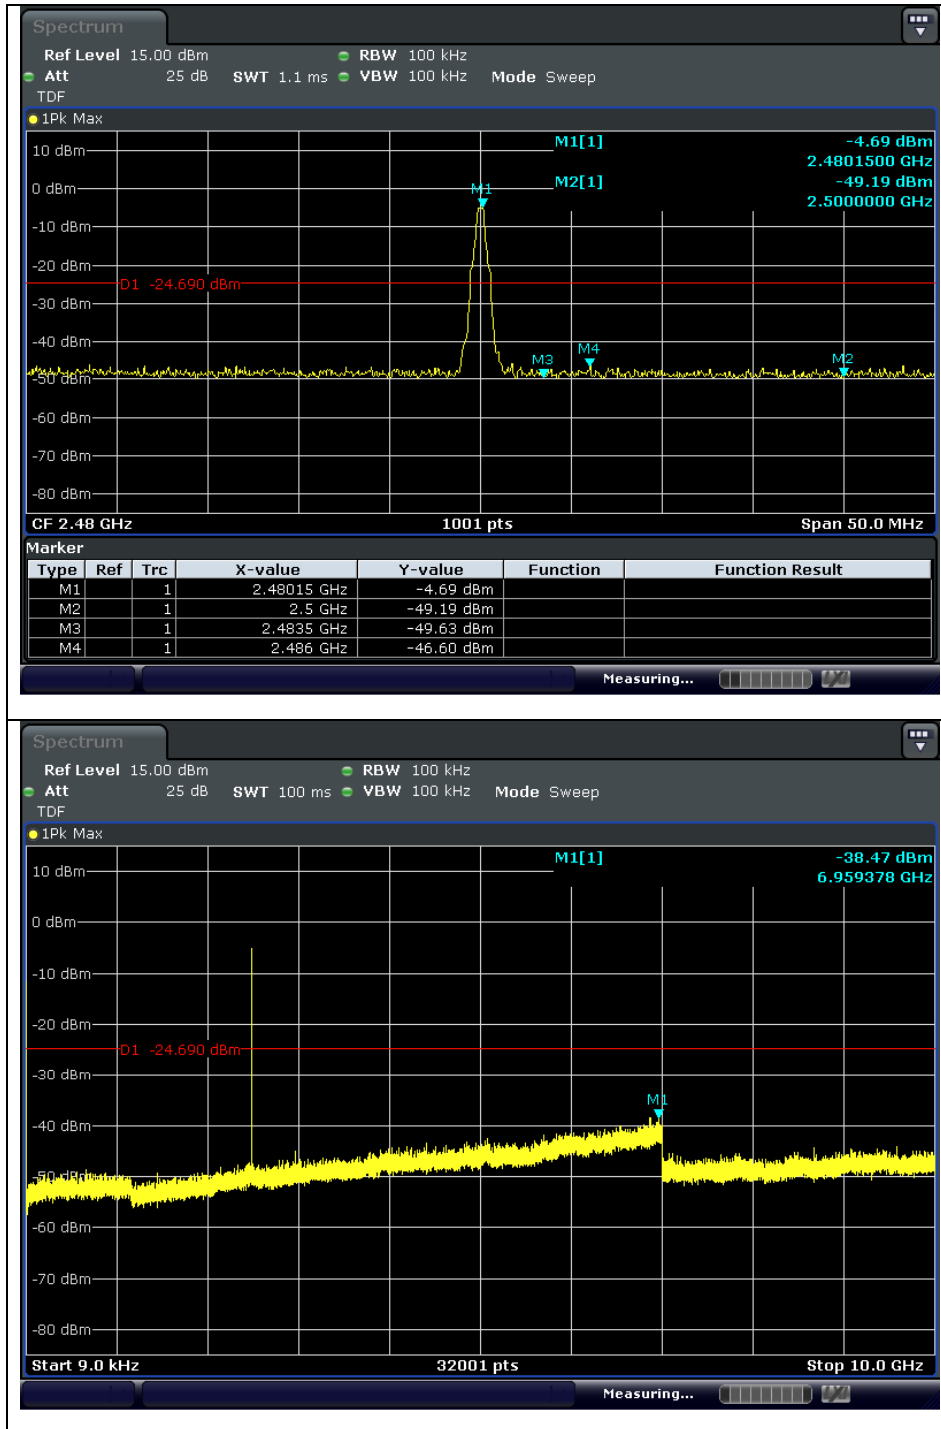 Spectrum
Ref Level 15.00 dBm RBW 100 kHz
Att 25 dB SWT 1.1 ms VBW 100 kHz Mode Sweep
TDF
1Pk Max
M1[1] -4.69 dBm
2.4801500 GHz
M2[1] -49.19 dBm
2.5000000 GHz
10 dBm
0 dBm
M1
-10 dBm
-20 dBm
D1 -24.690 dBm
-30 dBm
-40 dBm
M3 M4 M2
-50 dBm
-60 dBm
-70 dBm
-80 dBm
CF 2.48 GHz 1001 pts Span 50.0 MHz
Marker
Type Ref Trc X-value Y-value Function Function Result
M1 1 2.48015 GHz -4.69 dBm
M2 1 2.5 GHz -49.19 dBm
M3 1 2.4835 GHz -49.63 dBm
M4 1 2.486 GHz -46.60 dBm
Measuring...
Spectrum
Ref Level 15.00 dBm RBW 100 kHz
Att 25 dB SWT 100 ms VBW 100 kHz Mode Sweep
TDF
1Pk Max
M1[1] -38.47 dBm
6.959378 GHz
10 dBm
0 dBm
-10 dBm
-20 dBm
D1 -24.690 dBm
-30 dBm
M1
-40 dBm
-50 dBm
-60 dBm
-70 dBm
-80 dBm
Start 9.0 kHz 32001 pts Stop 10.0 GHz
Measuring...